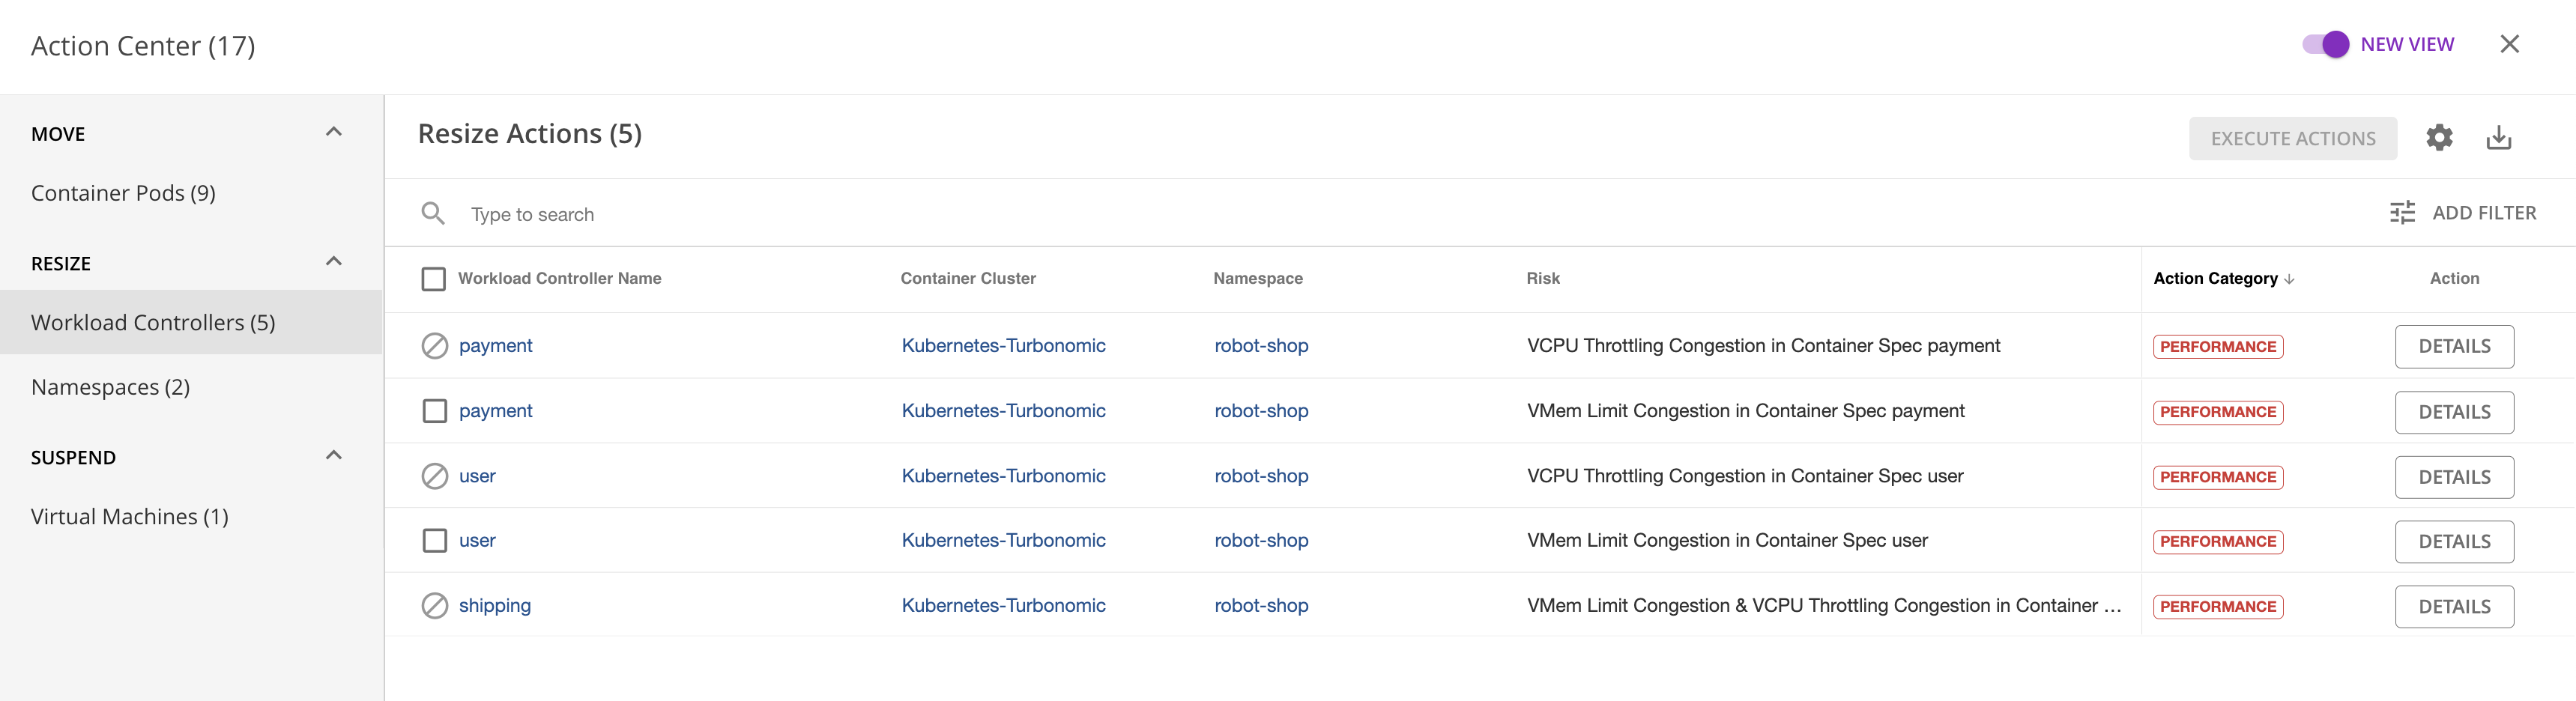 Action Center (17)
NEW VIEW
MOVE
Container Pods (9)
RESIZE
Workload Controllers (5)
Namespaces (2)
SUSPEND
Virtual Machines (1)
Resize Actions (5)
EXECUTE ACTIONS
Type to search
ADD FILTER
Workload Controller Name Container Cluster Namespace Risk Action Category Action
payment Kubernetes-Turbonomic robot-shop VCPU Throttling Congestion in Container Spec payment PERFORMANCE DETAILS
payment Kubernetes-Turbonomic robot-shop VMem Limit Congestion in Container Spec payment PERFORMANCE DETAILS
user Kubernetes-Turbonomic robot-shop VCPU Throttling Congestion in Container Spec user PERFORMANCE DETAILS
user Kubernetes-Turbonomic robot-shop VMem Limit Congestion in Container Spec user PERFORMANCE DETAILS
shipping Kubernetes-Turbonomic robot-shop VMem Limit Congestion & VCPU Throttling Congestion in Container ... PERFORMANCE DETAILS